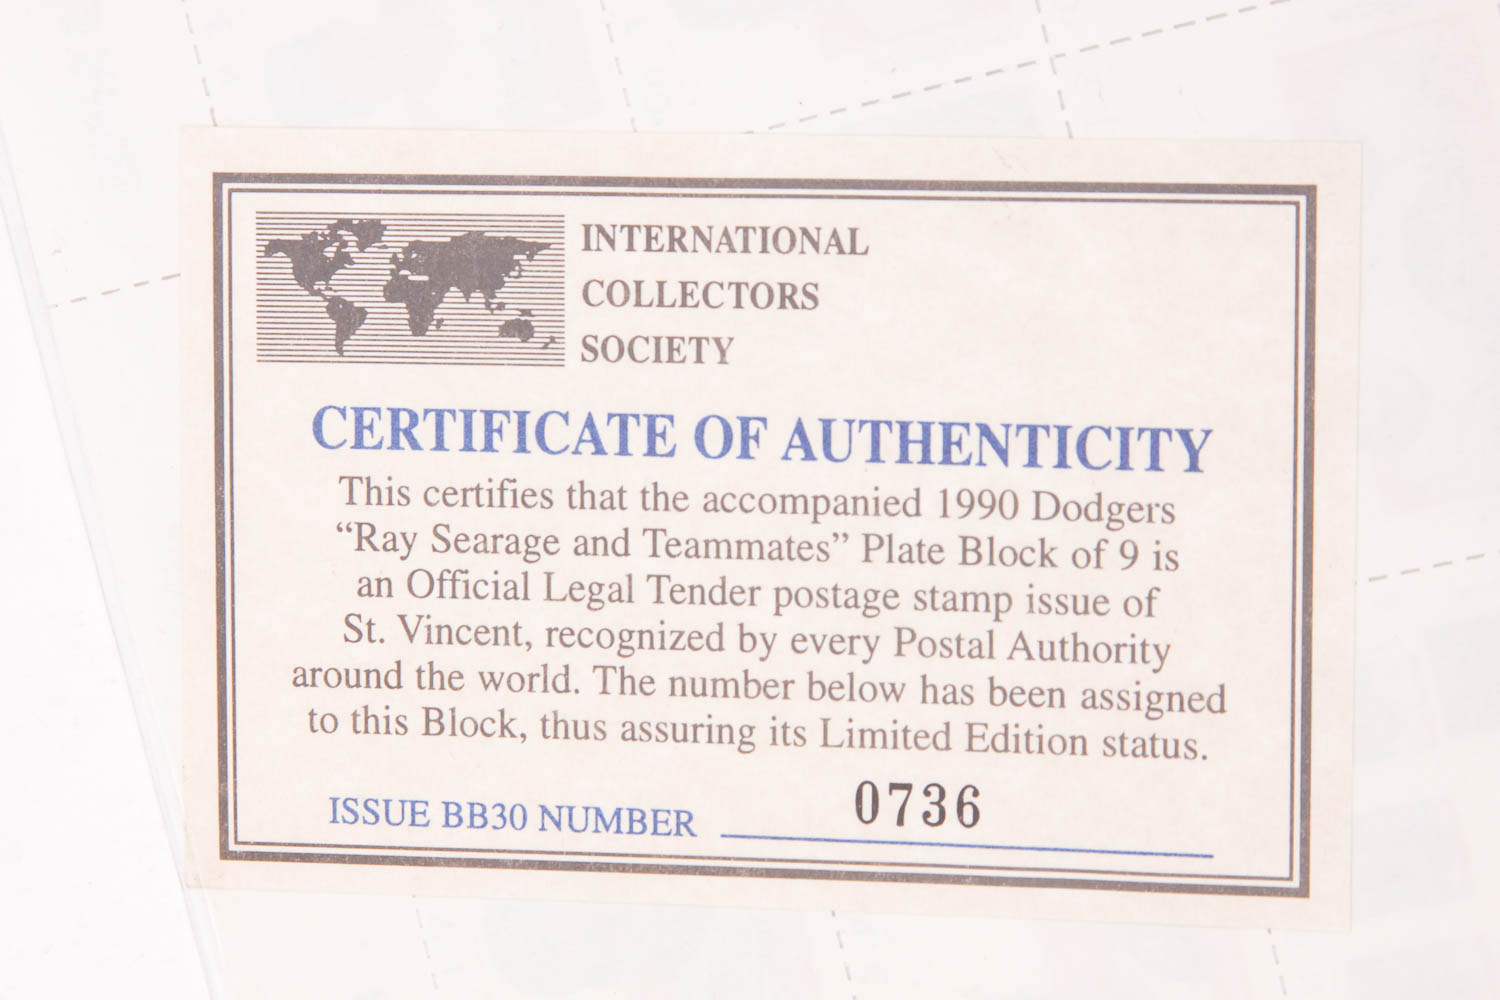 INTERNATIONAL
COLLECTORS
SOCIETY
CERTIFICATE OF AUTHENTICITY
This certifies that the accompanied 1990 Dodgers
“Ray Searage and Teammates” Plate Block of 9 is
an Official Legal Tender postage stamp issue of
St. Vincent, recognized by every Postal Authority
around the world. The number below has been assigned
to this Block, thus assuring its Limited Edition status.
ISSUE BB30 NUMBER 0736